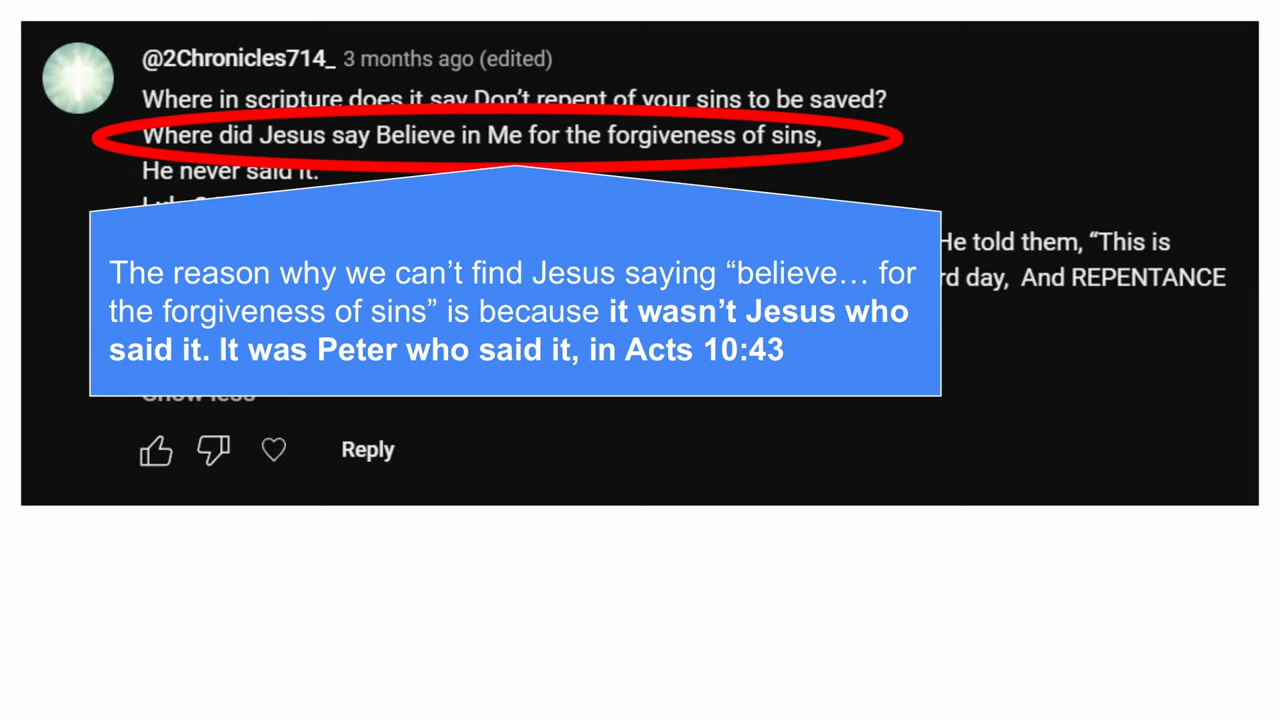 @2Chronicles714_ 3 months ago (edited)
Where in scripture does it say Don't repent of your sins to be saved?
Where did Jesus say Believe in Me for the forgiveness of sins,
He never said it.
He told them, “This is
rd day, And REPENTANCE
The reason why we can’t find Jesus saying “believe… for
the forgiveness of sins” is because it wasn’t Jesus who
said it. It was Peter who said it, in Acts 10:43
Show less
Reply